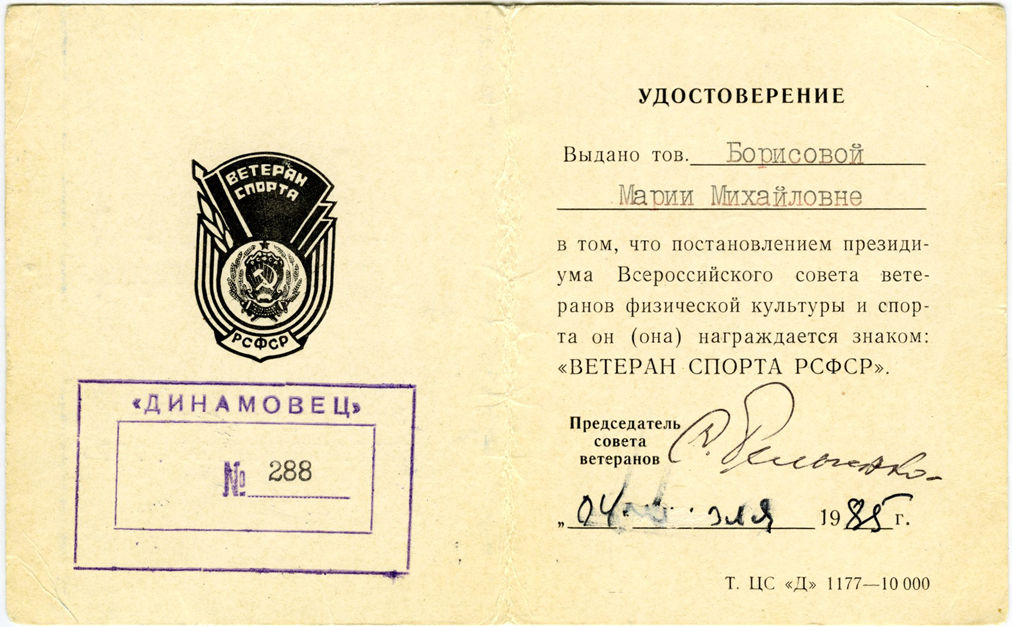 ВЕТЕРАН
СПОРТА
РСФСР
«ДИНАМОВЕЦ»
№ 288
УДОСТОВЕРЕНИЕ
Выдано тов. Борисовой
Марии Михайловне
в том, что постановлением президи-
ума Всероссийского совета вете-
ранов физической культуры и спор-
та он (она) награждается знаком:
«ВЕТЕРАН СПОРТА РСФСР».
Председатель
совета
ветеранов
„04 1985 г.
Т. ЦС «Д» 1177—10 000